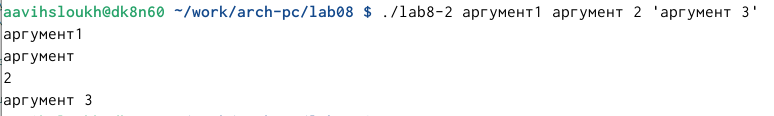 aavihsloukh@dk8n60 ~/work/arch-pc/lab08 $ ./lab8-2 аргумент1 аргумент 2 'аргумент 3'
аргумент1
аргумент
2
аргумент 3